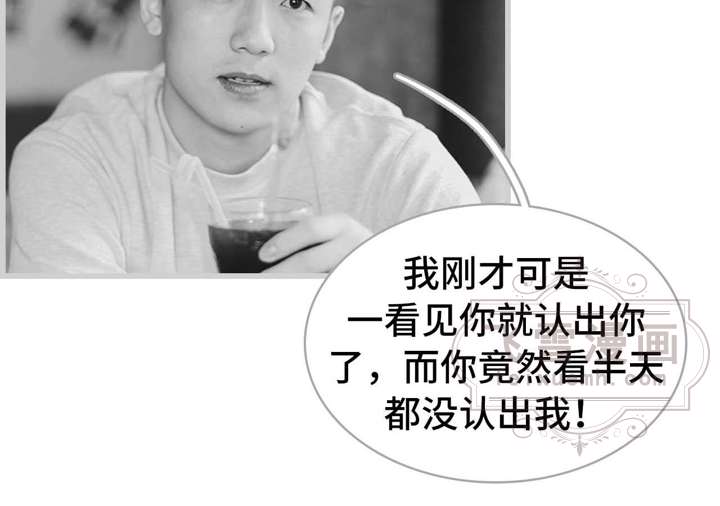 我刚才可是
一看见你就认出你
了，而你竟然看半天
都没认出我！